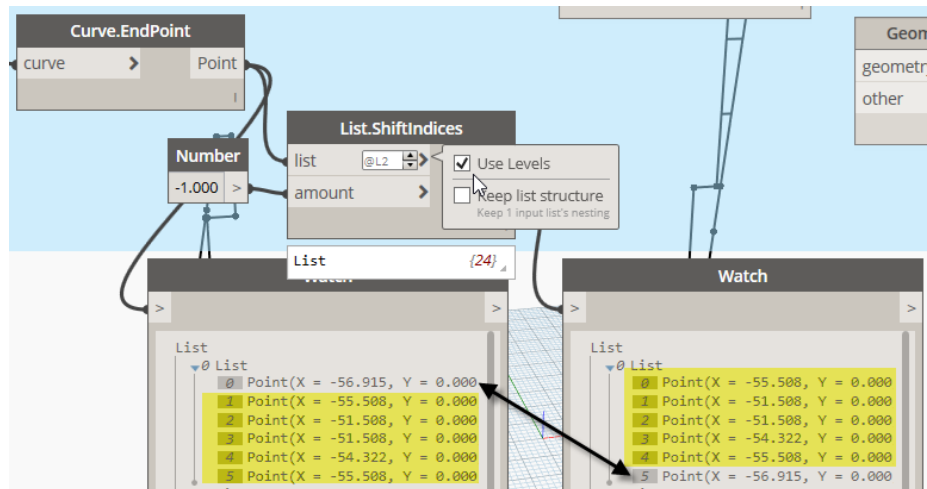 Curve.EndPoint
curve > Point
Geom
geometry
other
List.ShiftIndices
list @L2 >
amount >
Number
-1.000 >
Use Levels
Keep list structure
Keep 1 input list's nesting
List {24}
Watch
> >
List
0 List
0 Point(X = -56.915, Y = 0.000
1 Point(X = -55.508, Y = 0.000
2 Point(X = -51.508, Y = 0.000
3 Point(X = -51.508, Y = 0.000
4 Point(X = -54.322, Y = 0.000
5 Point(X = -55.508, Y = 0.000
Watch
> >
List
0 List
0 Point(X = -55.508, Y = 0.000
1 Point(X = -51.508, Y = 0.000
2 Point(X = -51.508, Y = 0.000
3 Point(X = -54.322, Y = 0.000
4 Point(X = -55.508, Y = 0.000
5 Point(X = -56.915, Y = 0.000